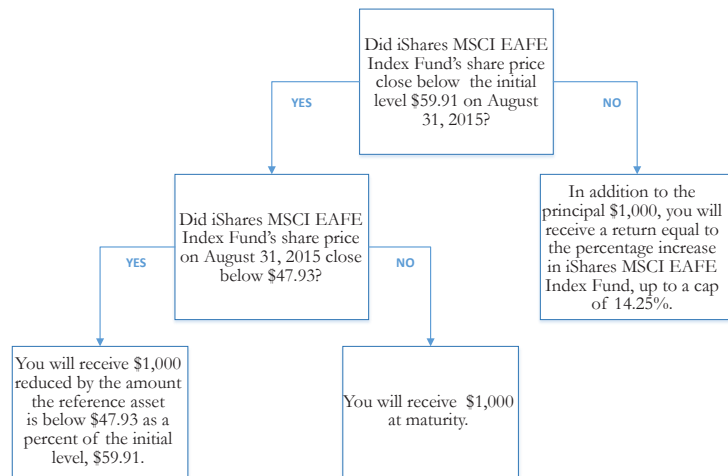 Did iShares MSCI EAFE
Index Fund's share price
close below the initial
level $59.91 on August
31, 2015?
YES
NO
Did iShares MSCI EAFE
Index Fund's share price
on August 31, 2015 close
below $47.93?
In addition to the
principal $1,000, you will
receive a return equal to
the percentage increase
in iShares MSCI EAFE
Index Fund, up to a cap
of 14.25%.
YES
NO
You will receive $1,000
reduced by the amount
the reference asset
is below $47.93 as a
percent of the initial
level, $59.91.
You will receive $1,000
at maturity.